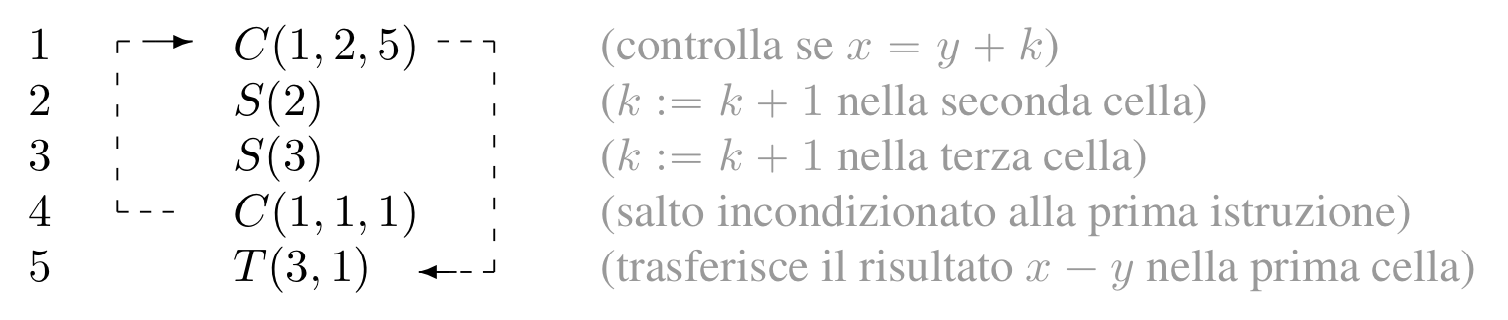 1 C(1, 2, 5) (controlla se x = y + k)
2 S(2) (k := k + 1 nella seconda cella)
3 S(3) (k := k + 1 nella terza cella)
4 C(1, 1, 1) (salto incondizionato alla prima istruzione)
5 T(3, 1) (trasferisce il risultato x − y nella prima cella)